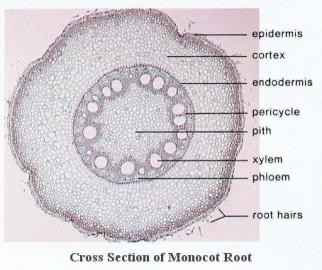 epidermis
cortex
endodermis
pericycle
pith
xylem
phloem
root hairs
Cross Section of Monocot Root